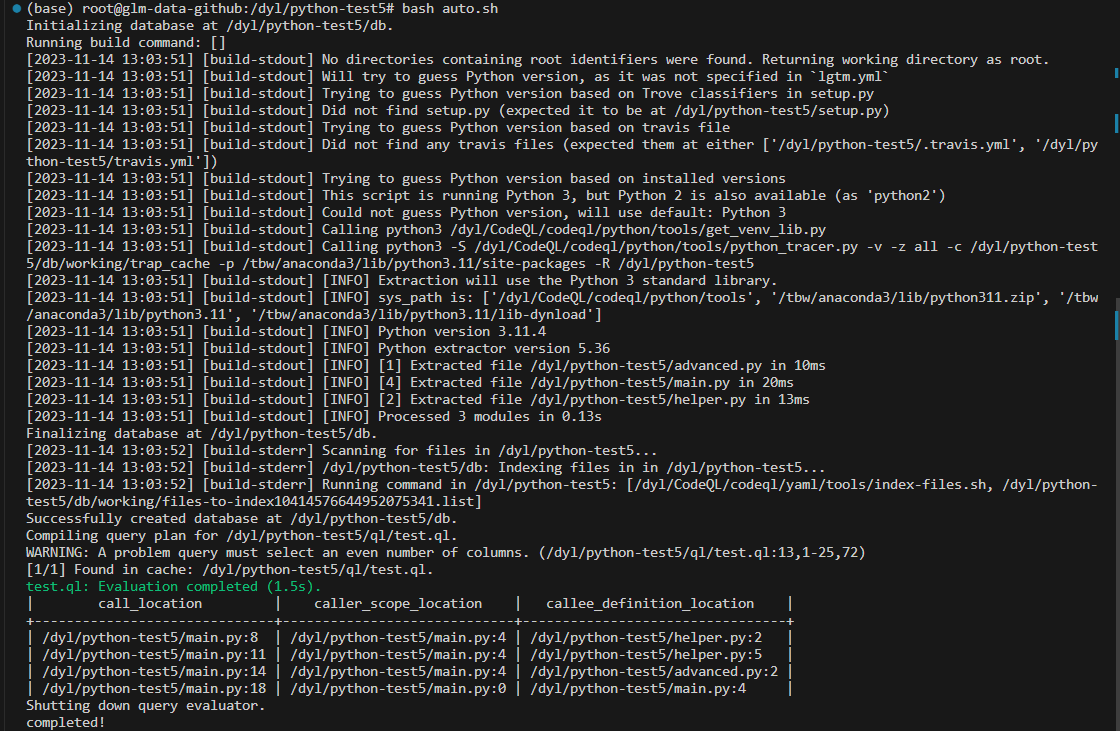 (base) root@glm-data-github:/dyl/python-test5# bash auto.sh
Initializing database at /dyl/python-test5/db.
Running build command: []
[2023-11-14 13:03:51] [build-stdout] No directories containing root identifiers were found. Returning working directory as root.
[2023-11-14 13:03:51] [build-stdout] Will try to guess Python version, as it was not specified in `lgtm.yml`
[2023-11-14 13:03:51] [build-stdout] Trying to guess Python version based on Trove classifiers in setup.py
[2023-11-14 13:03:51] [build-stdout] Did not find setup.py (expected it to be at /dyl/python-test5/setup.py)
[2023-11-14 13:03:51] [build-stdout] Trying to guess Python version based on travis file
[2023-11-14 13:03:51] [build-stdout] Did not find any travis files (expected them at either ['/dyl/python-test5/.travis.yml', '/dyl/py
thon-test5/travis.yml'])
[2023-11-14 13:03:51] [build-stdout] Trying to guess Python version based on installed versions
[2023-11-14 13:03:51] [build-stdout] This script is running Python 3, but Python 2 is also available (as 'python2')
[2023-11-14 13:03:51] [build-stdout] Could not guess Python version, will use default: Python 3
[2023-11-14 13:03:51] [build-stdout] Calling python3 /dyl/CodeQL/codeql/python/tools/get_venv_lib.py
[2023-11-14 13:03:51] [build-stdout] Calling python3 -S /dyl/CodeQL/codeql/python/tools/python_tracer.py -v -z all -c /dyl/python-test
5/db/working/trap_cache -p /tbw/anaconda3/lib/python3.11/site-packages -R /dyl/python-test5
[2023-11-14 13:03:51] [build-stdout] [INFO] Extraction will use the Python 3 standard library.
[2023-11-14 13:03:51] [build-stdout] [INFO] sys_path is: ['/dyl/CodeQL/codeql/python/tools', '/tbw/anaconda3/lib/python311.zip', '/tbw
/anaconda3/lib/python3.11', '/tbw/anaconda3/lib/python3.11/lib-dynload']
[2023-11-14 13:03:51] [build-stdout] [INFO] Python version 3.11.4
[2023-11-14 13:03:51] [build-stdout] [INFO] Python extractor version 5.36
[2023-11-14 13:03:51] [build-stdout] [INFO] [1] Extracted file /dyl/python-test5/advanced.py in 10ms
[2023-11-14 13:03:51] [build-stdout] [INFO] [4] Extracted file /dyl/python-test5/main.py in 20ms
[2023-11-14 13:03:51] [build-stdout] [INFO] [2] Extracted file /dyl/python-test5/helper.py in 13ms
[2023-11-14 13:03:51] [build-stdout] [INFO] Processed 3 modules in 0.13s
Finalizing database at /dyl/python-test5/db.
[2023-11-14 13:03:52] [build-stderr] Scanning for files in /dyl/python-test5...
[2023-11-14 13:03:52] [build-stderr] /dyl/python-test5/db: Indexing files in in /dyl/python-test5...
[2023-11-14 13:03:52] [build-stderr] Running command in /dyl/python-test5: [/dyl/CodeQL/codeql/yaml/tools/index-files.sh, /dyl/python-
test5/db/working/files-to-index10414576644952075341.list]
Successfully created database at /dyl/python-test5/db.
Compiling query plan for /dyl/python-test5/ql/test.ql.
WARNING: A problem query must select an even number of columns. (/dyl/python-test5/ql/test.ql:13,1-25,72)
[1/1] Found in cache: /dyl/python-test5/ql/test.ql.
test.ql: Evaluation completed (1.5s).
|        call_location         |    caller_scope_location    |   callee_definition_location    |
+------------------------------+-----------------------------+---------------------------------+
| /dyl/python-test5/main.py:8  | /dyl/python-test5/main.py:4 | /dyl/python-test5/helper.py:2   |
| /dyl/python-test5/main.py:11 | /dyl/python-test5/main.py:4 | /dyl/python-test5/helper.py:5   |
| /dyl/python-test5/main.py:14 | /dyl/python-test5/main.py:4 | /dyl/python-test5/advanced.py:2 |
| /dyl/python-test5/main.py:18 | /dyl/python-test5/main.py:0 | /dyl/python-test5/main.py:4     |
Shutting down query evaluator.
completed!